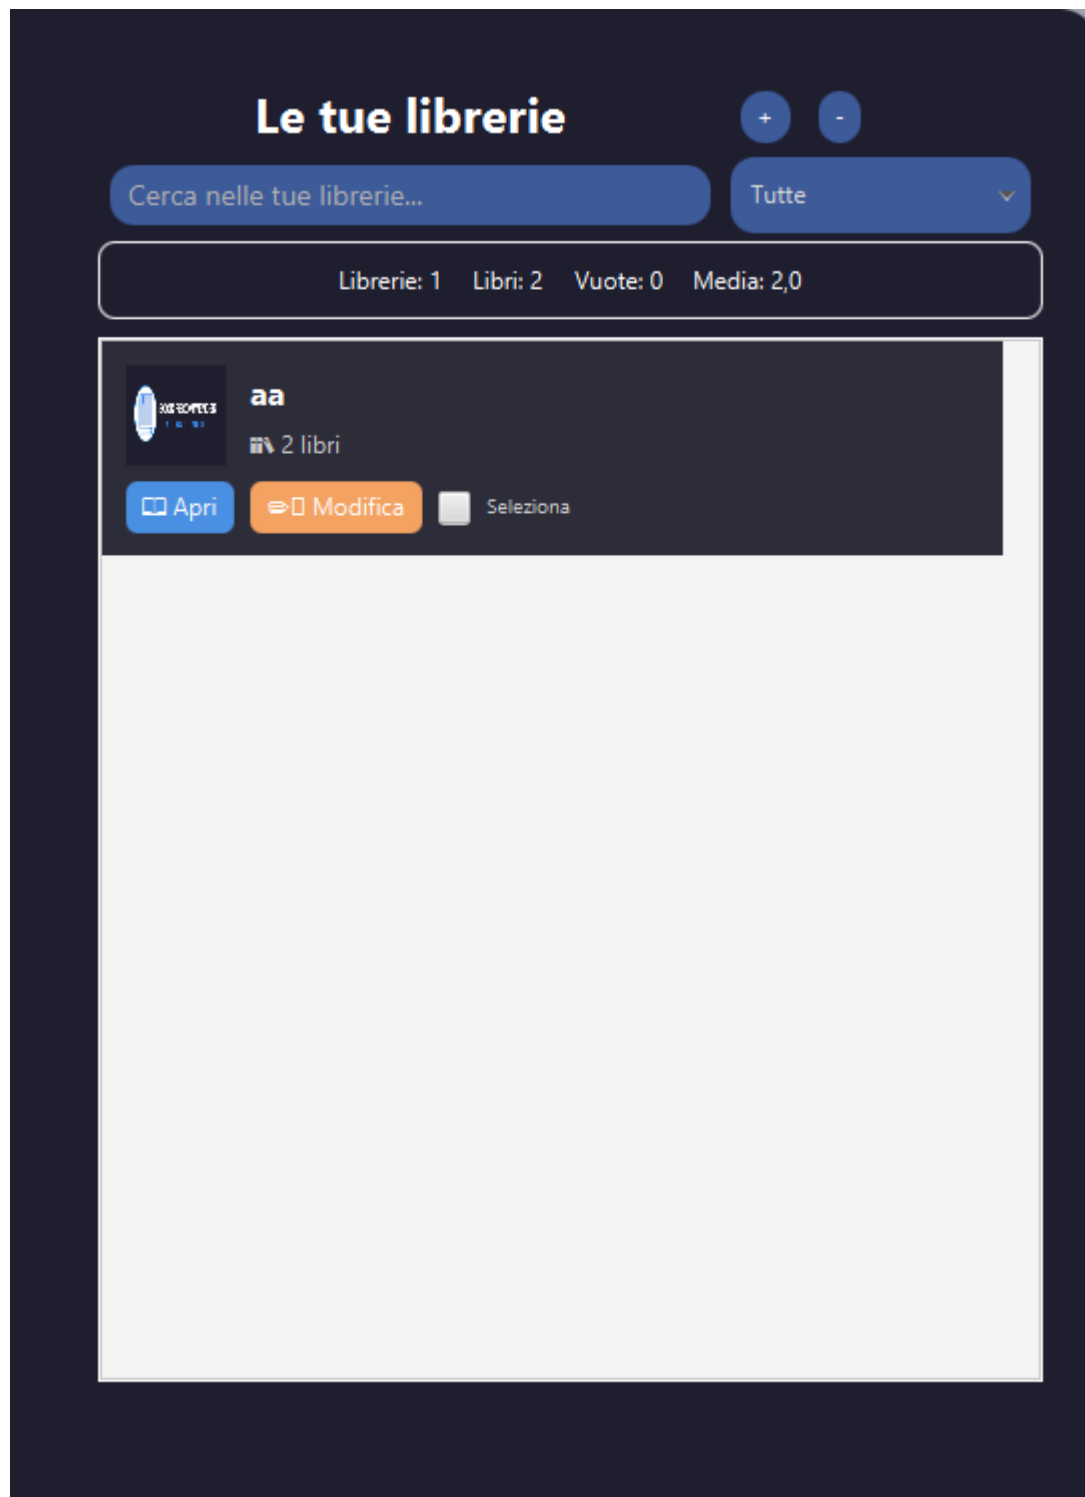 Le tue librerie
+ -
Cerca nelle tue librerie...
Tutte
Librerie: 1 Libri: 2 Vuote: 0 Media: 2,0
aa
2 libri
Apri
Modifica
Seleziona